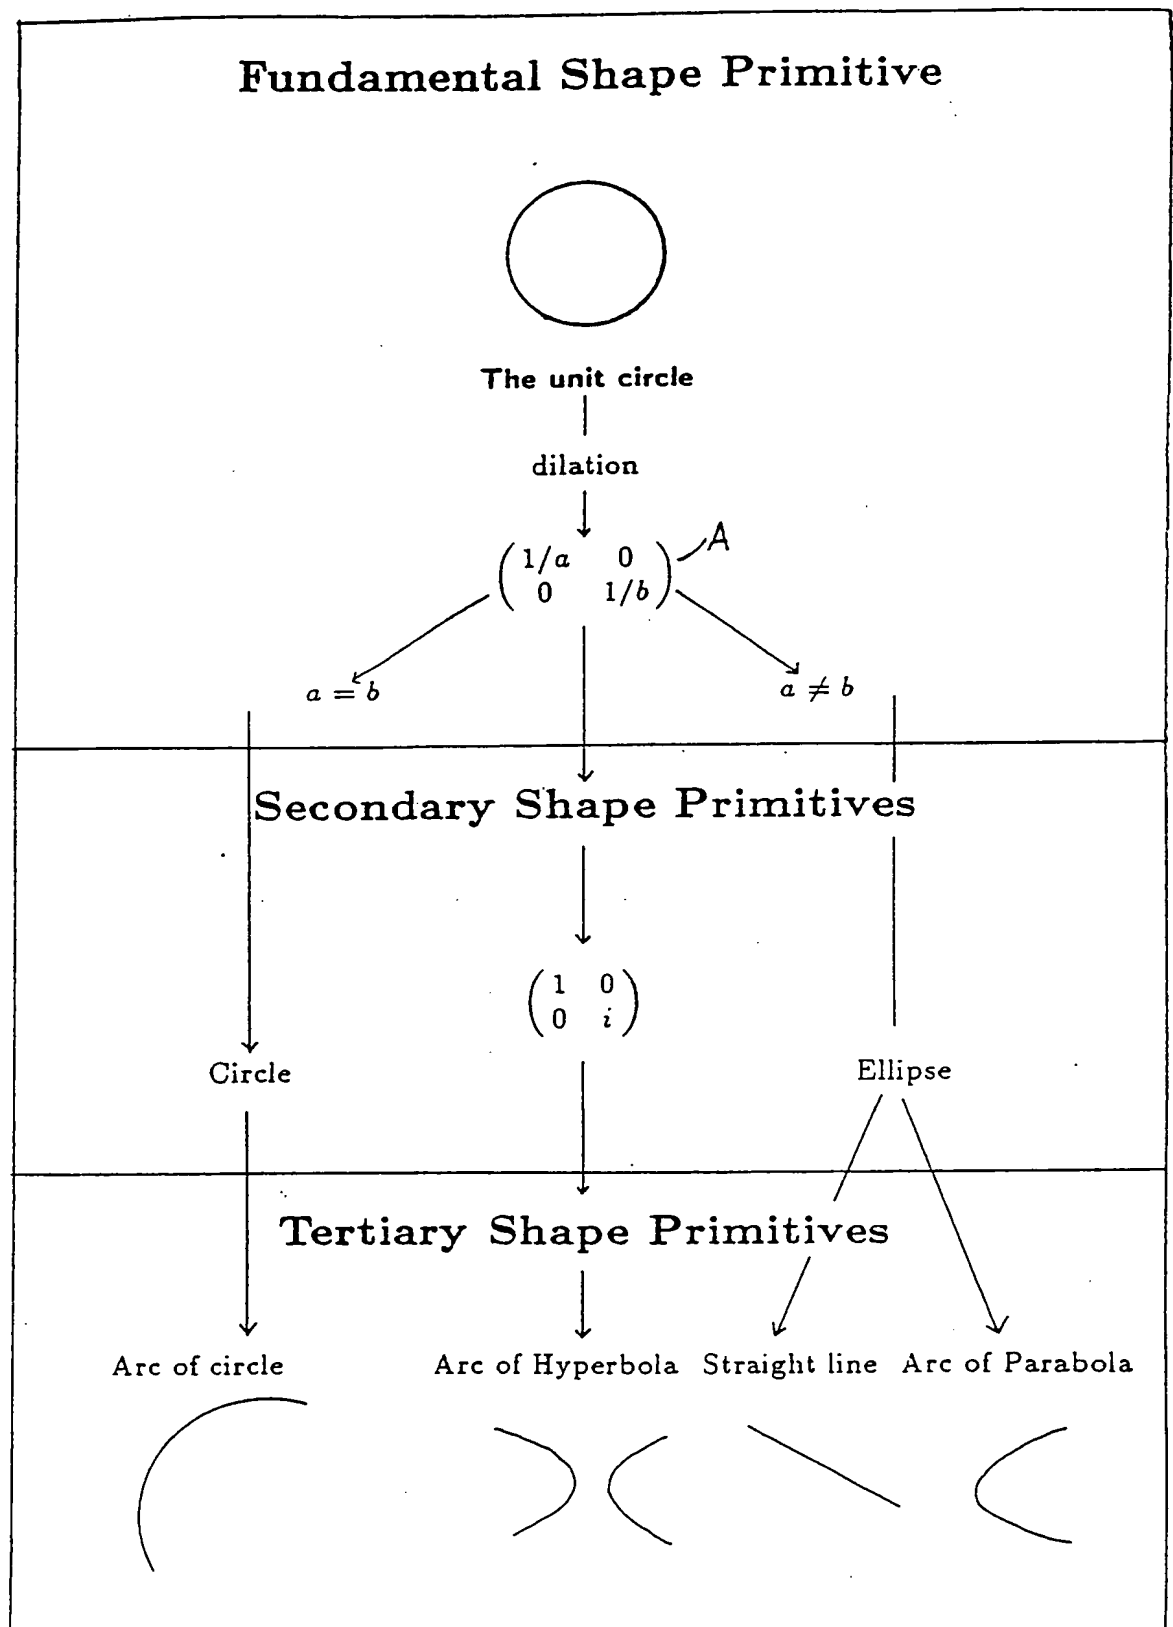 Fundamental Shape Primitive
The unit circle
dilation
1/a 0
0 1/b
A
a = b
a ≠ b
Secondary Shape Primitives
1 0
0 i
Circle
Ellipse
Tertiary Shape Primitives
Arc of circle
Arc of Hyperbola
Straight line
Arc of Parabola